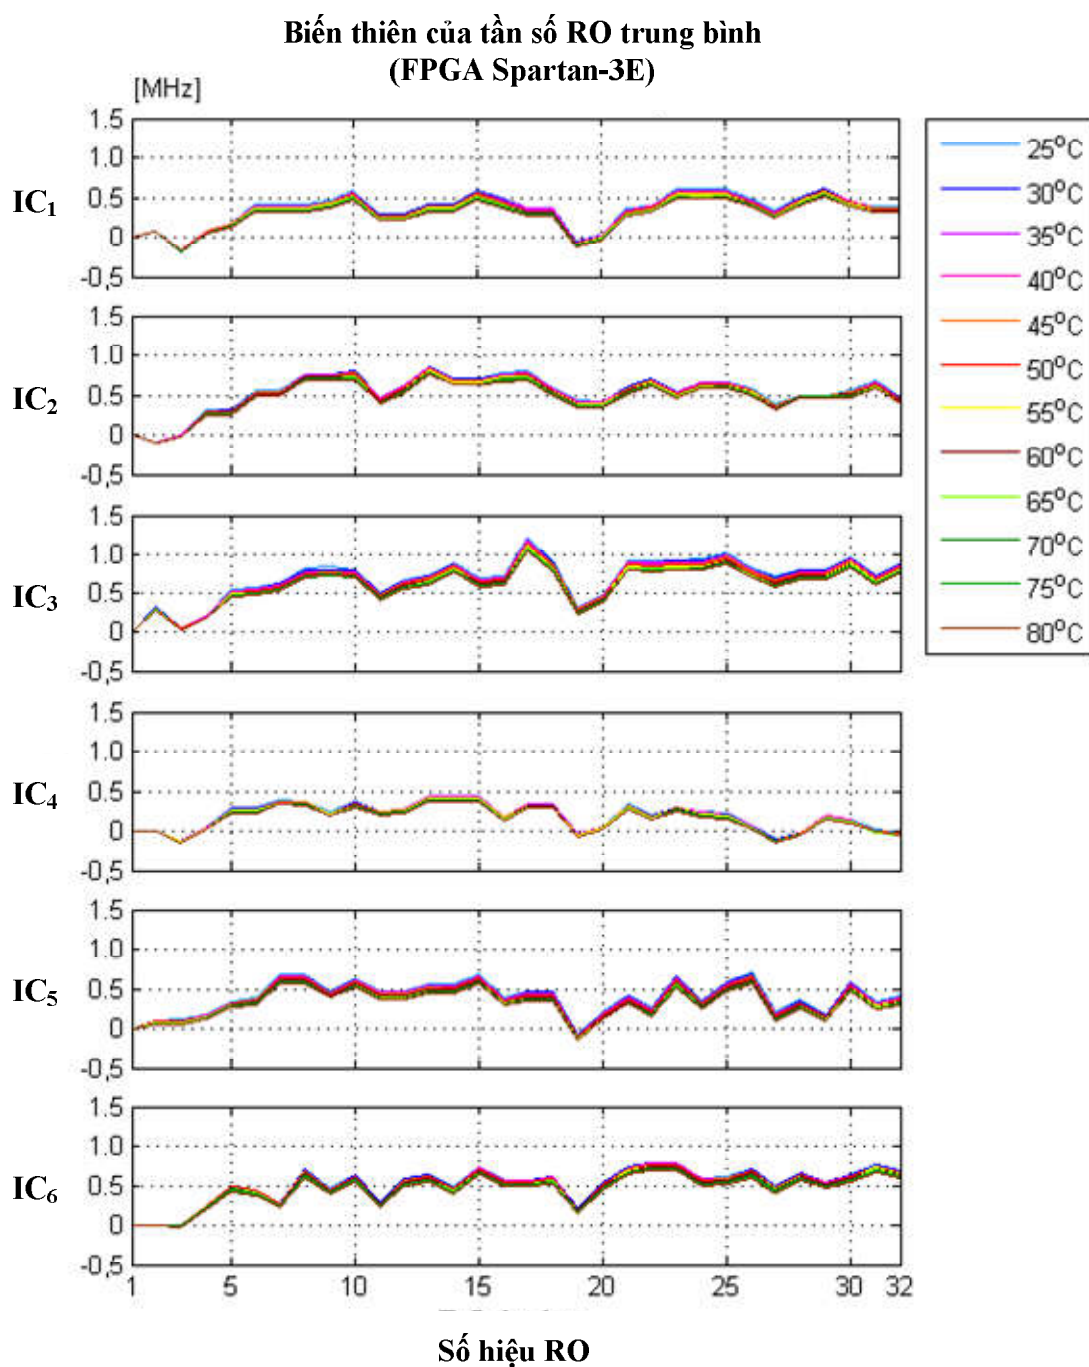 Biến thiên của tần số RO trung bình
(FPGA Spartan-3E)
[MHz]
IC1
1.5
1.0
0.5
0
-0,5
IC2
1.5
1.0
0.5
0
-0,5
IC3
1.5
1.0
0.5
0
-0,5
IC4
1.5
1.0
0.5
0
-0,5
IC5
1.5
1.0
0.5
0
-0,5
IC6
1.5
1.0
0.5
0
-0,5
1 5 10 15 20 25 30 32
Số hiệu RO
25°C
30°C
35°C
40°C
45°C
50°C
55°C
60°C
65°C
70°C
75°C
80°C